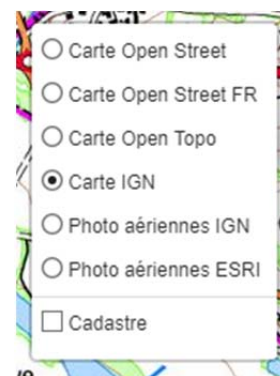 Carte Open Street
Carte Open Street FR
Carte Open Topo
Carte IGN
Photo aériennes IGN
Photo aériennes ESRI
Cadastre